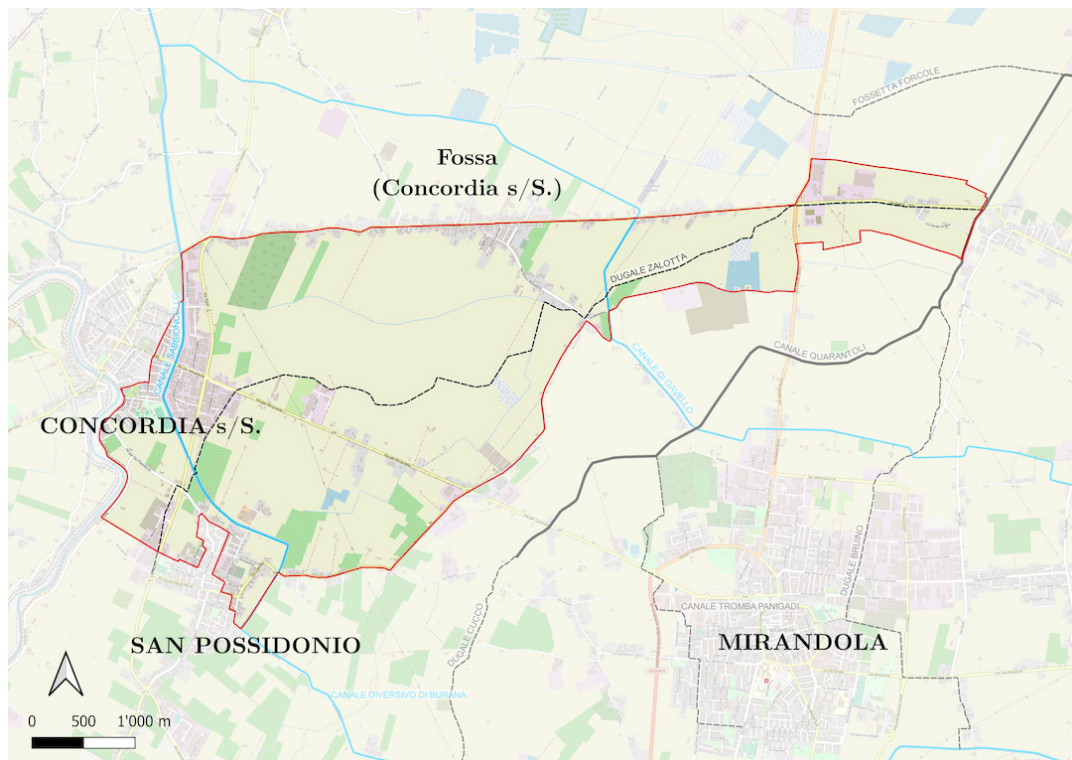 FOSSETTA FORCOLE
Fossa
(Concordia s/S.)
DUGALE ZALOTTA
CANALE SABBIONCELLO
CANALE QUARANTOLI
CANALE DI GAVELLO
CONCORDIA s/S.
DUGALE BRUNO
CANALE TROMBA PANIGADI
DUGALE CUCCO
SAN POSSIDONIO
MIRANDOLA
CANALE DIVERSIVO DI BURANA
0 500 1'000 m